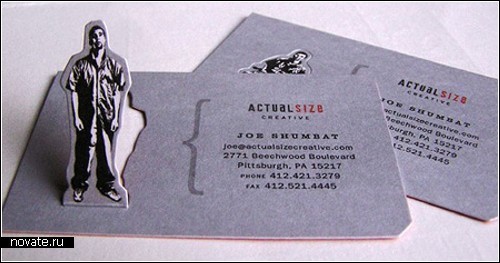 ACTUALSIZE
CREATIVE
JOE SHUMBAT
joe@actualsizecreative.com
2771 Beechwood Boulevard
Pittsburgh, PA 15217
PHONE 412.421.3279
FAX 412.521.4445
ACTUALSIZE
CREATIVE
JOE SHUMBAT
joe@actualsizecreative.com
2771 Beechwood Boulevard
Pittsburgh, PA 15217
412.421.3279
412.521.4445
novate.ru